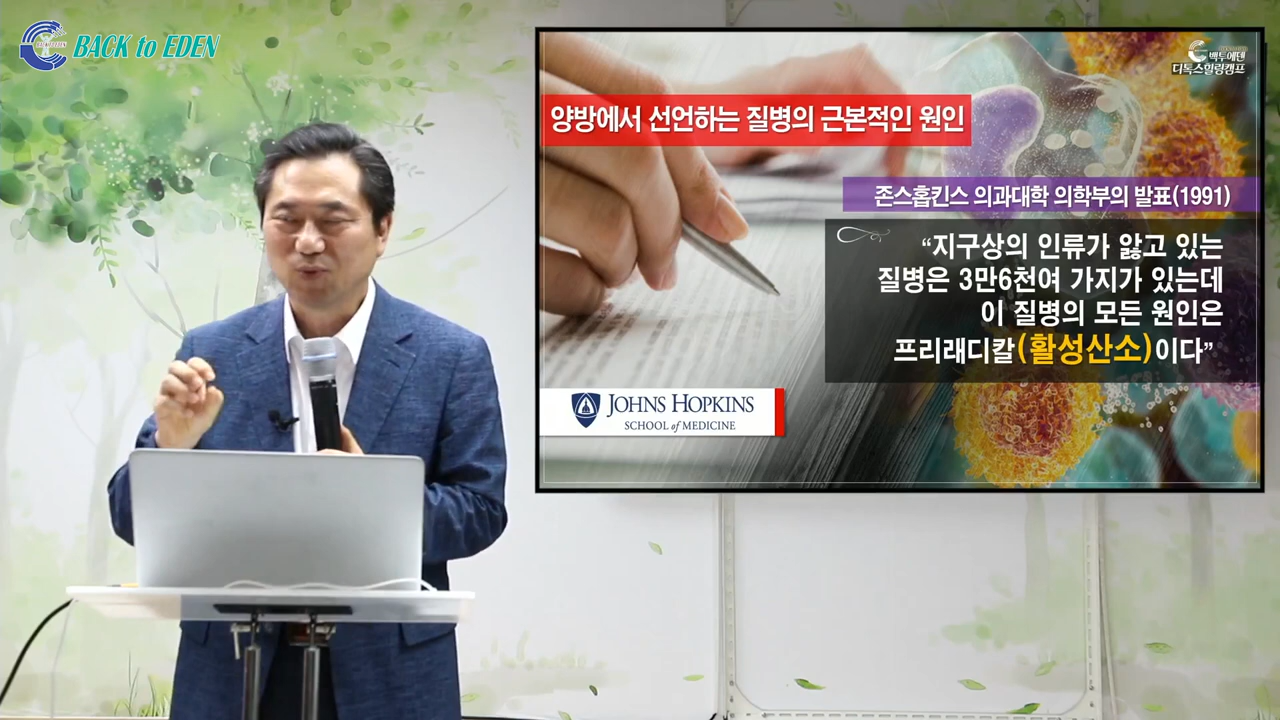 BACK to EDEN
백투에덴
디톡스힐링캠프
양방에서 선언하는 질병의 근본적인 원인
존스홉킨스 의과대학 의학부의 발표(1991)
“지구상의 인류가 앓고 있는
질병은 3만6천여 가지가 있는데
이 질병의 모든 원인은
프리래디칼(활성산소)이다”
JOHNS HOPKINS
SCHOOL of MEDICINE